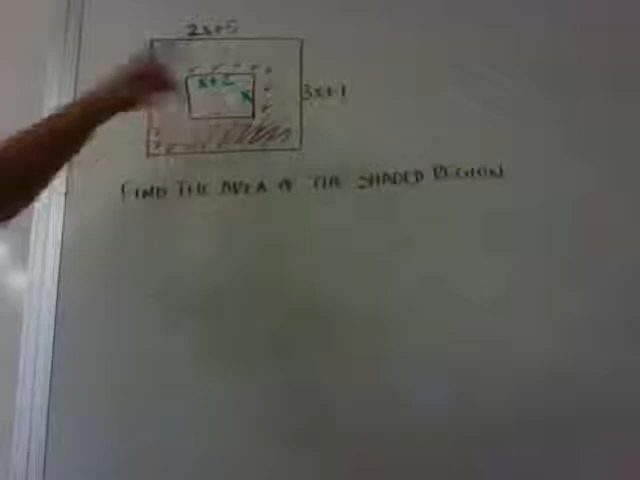 2x+5
x+2
x
3x+1
FIND THE AREA OF THE SHADED REGION